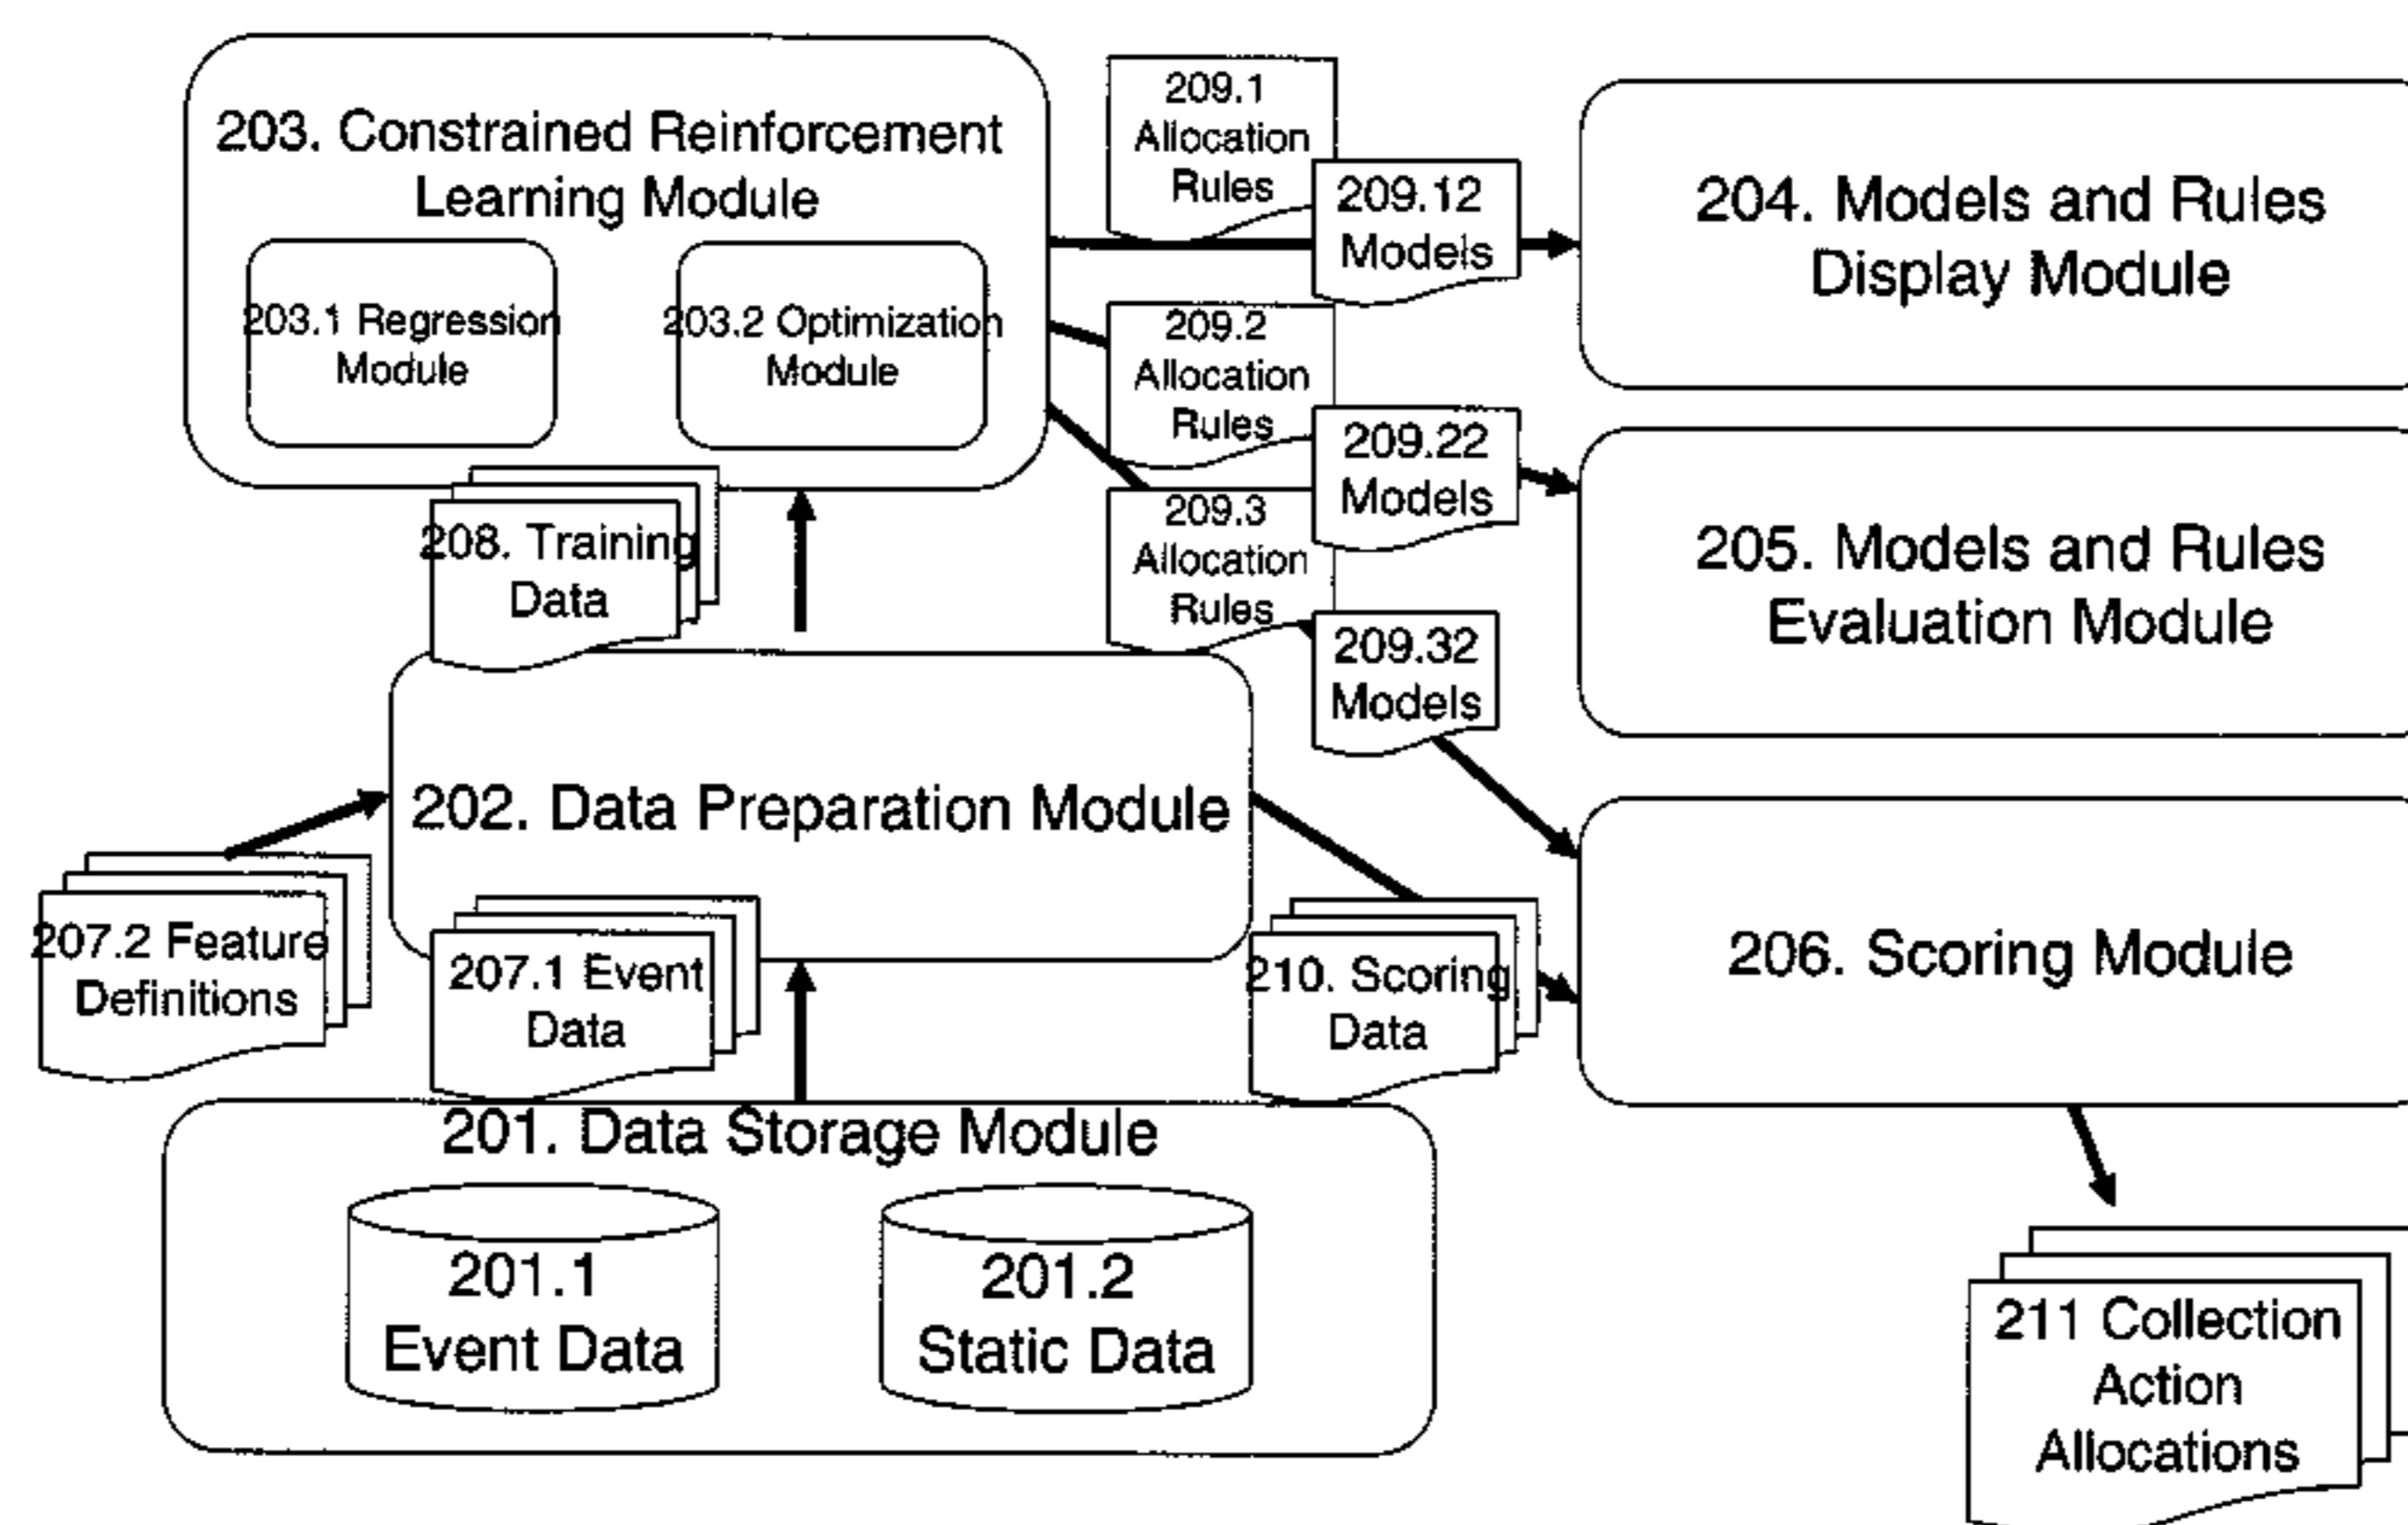 203. Constrained Reinforcement
Learning Module
203.1 Regression
Module
203.2 Optimization
Module
209.1
Allocation
Rules
209.12
Models
204. Models and Rules
Display Module
209.2
Allocation
Rules
209.22
Models
205. Models and Rules
Evaluation Module
208. Training
Data
209.3
Allocation
Rules
209.32
Models
202. Data Preparation Module
207.2 Feature
Definitions
207.1 Event
Data
210. Scoring
Data
206. Scoring Module
201. Data Storage Module
201.1
Event Data
201.2
Static Data
211 Collection
Action
Allocations